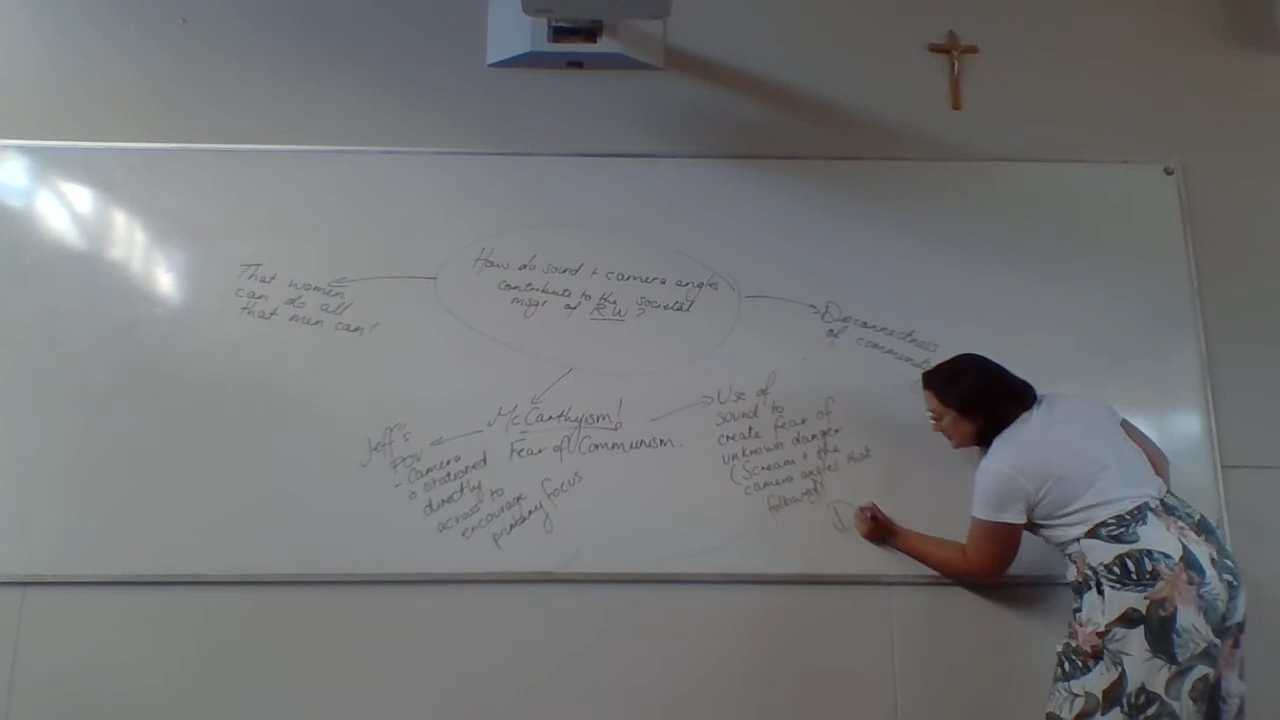 How do sound + camera angles
contribute to the societal
msgs of RW?
That women
can do all
that men can!
Disconnectness
of communit
McCarthyism!
Fear of Communism.
Jeff's
POV
- Camera
stationed
directly
across to
encourage
primary focus
Use of
sound to
create fear of
unknown danger
(Scream + the
camera angles that
followed)
D